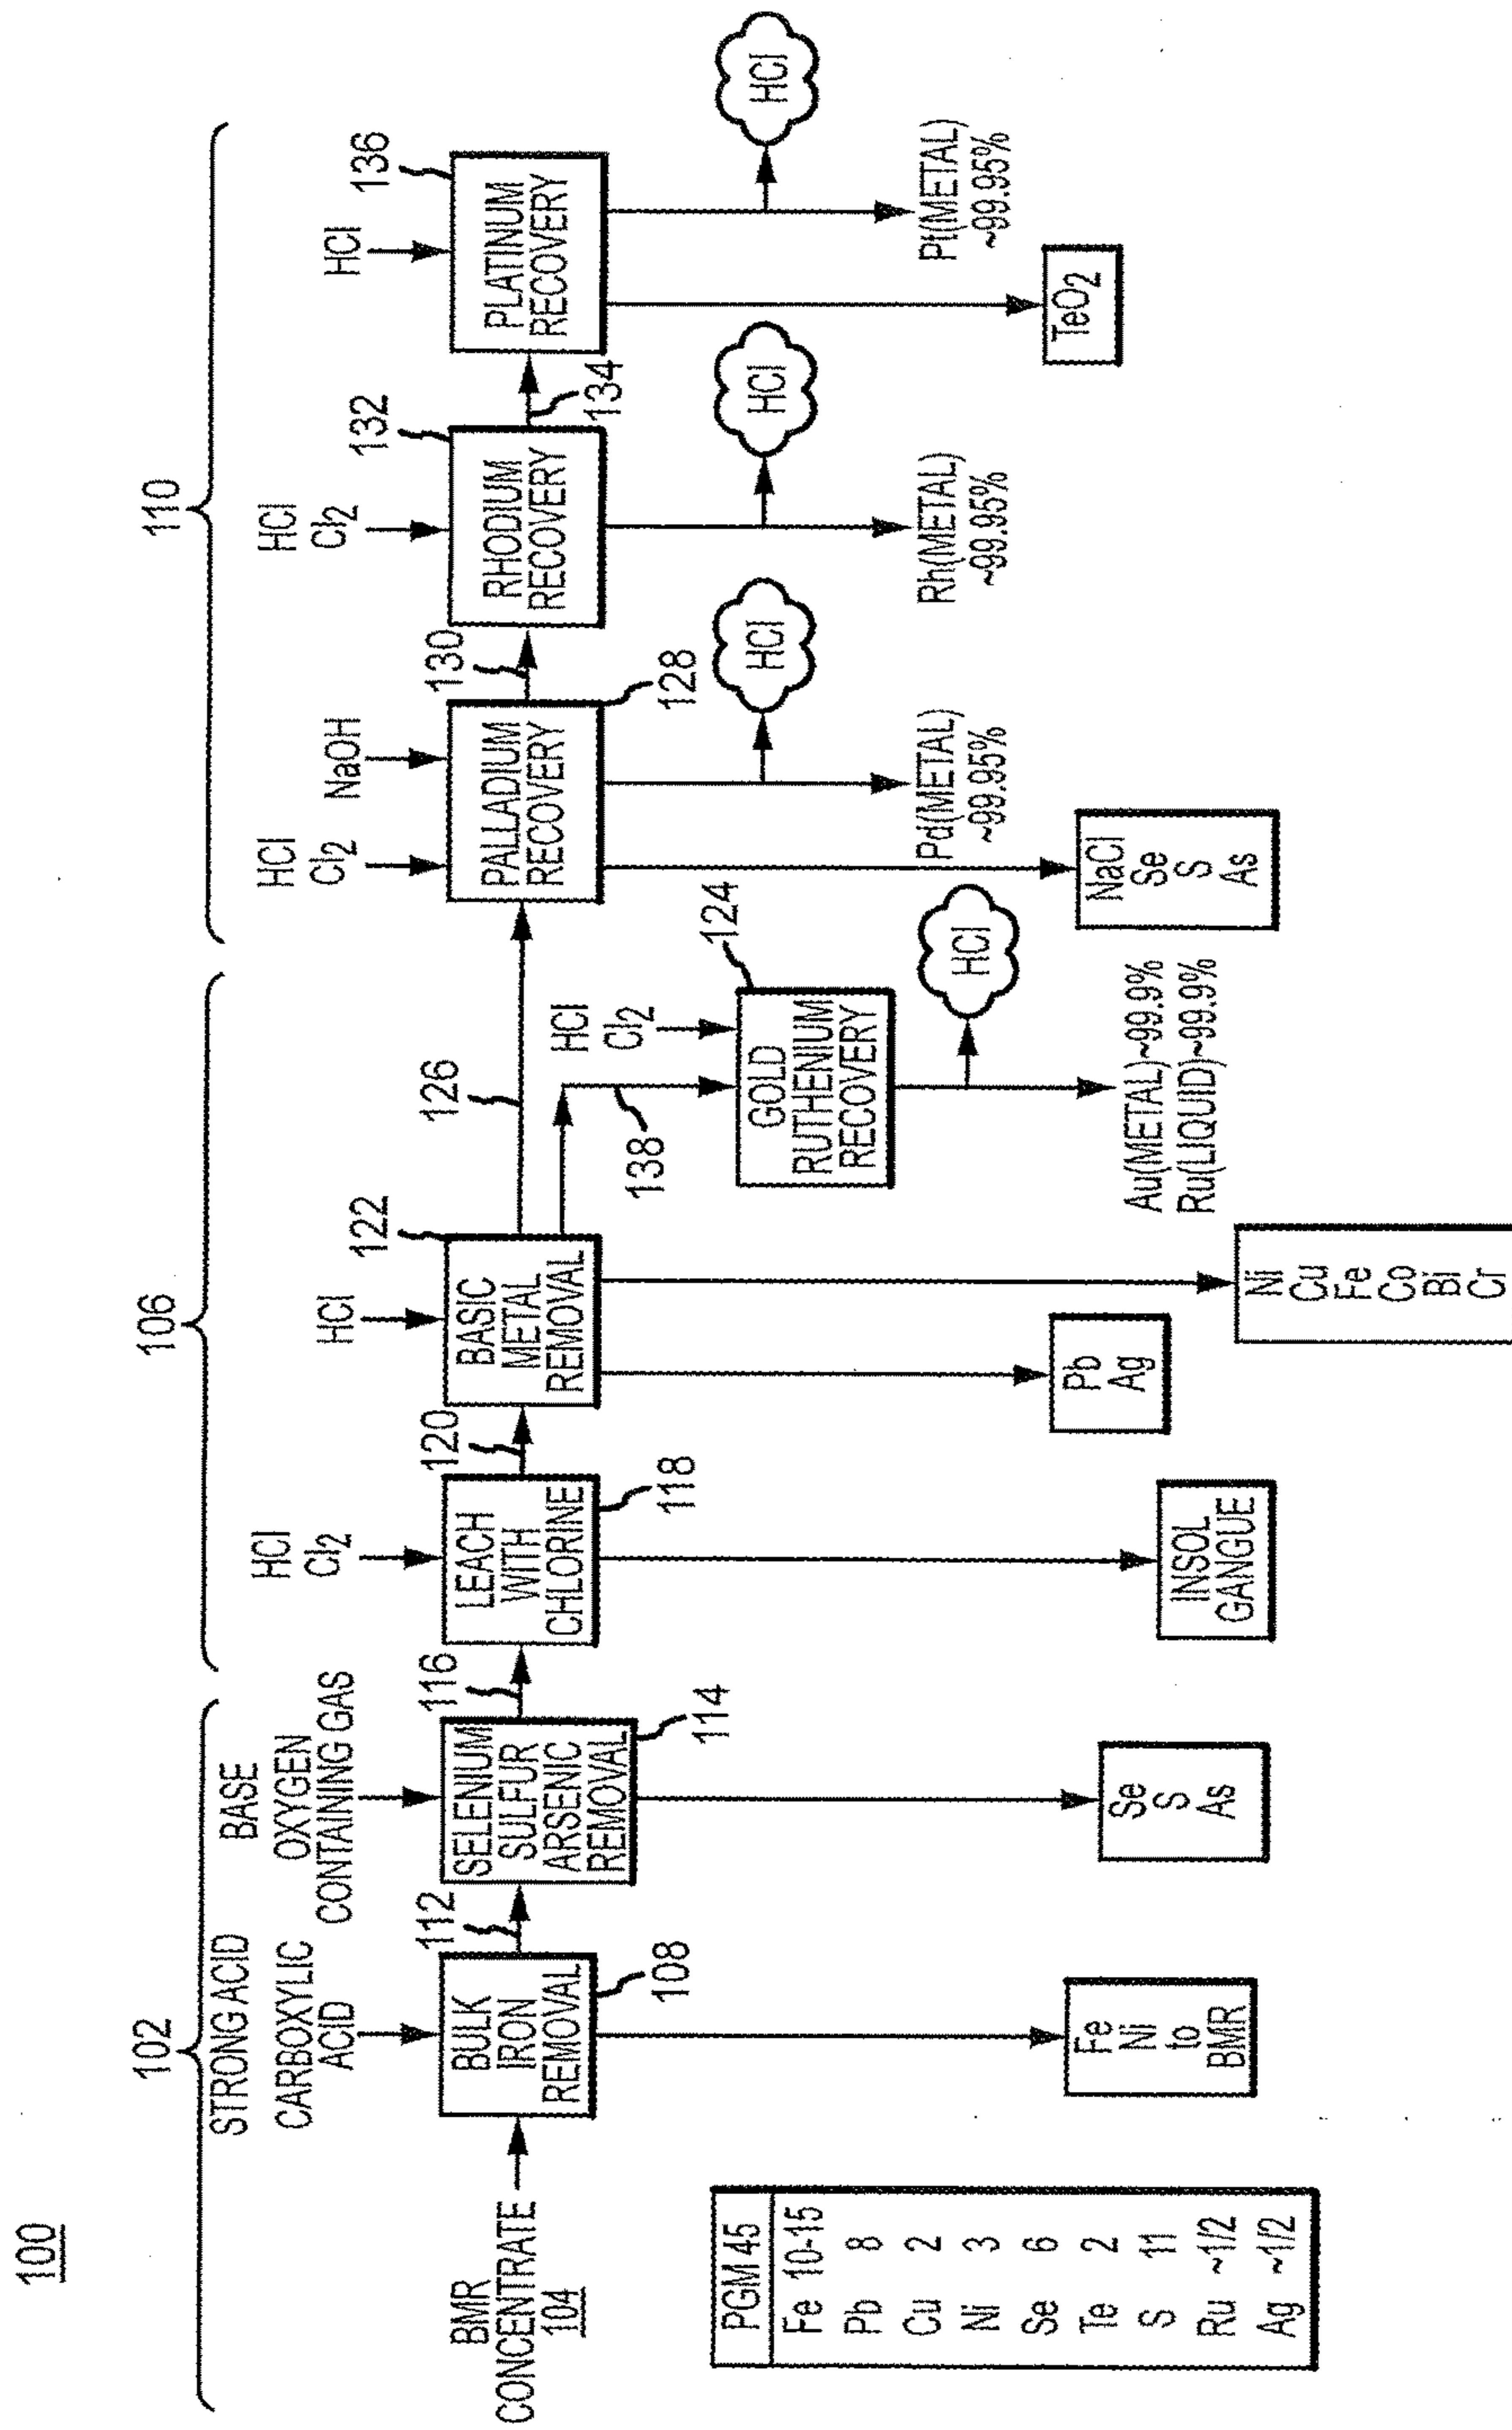 100
102
106
110
STRONG ACID
CARBOXYLIC
ACID
BASE
OXYGEN
CONTAINING GAS
HCl
Cl2
HCl
HCl
Cl2
NaOH
HCl
Cl2
HCl
BMR
CONCENTRATE
104
BULK
IRON
REMOVAL
108
112
SELENIUM
SULFUR
ARSENIC
REMOVAL
114
116
LEACH
WITH
CHLORINE
118
120
BASIC
METAL
REMOVAL
122
126
138
HCl
Cl2
GOLD
RUTHENIUM
RECOVERY
124
PALLADIUM
RECOVERY
128
130
RHODIUM
RECOVERY
132
134
PLATINUM
RECOVERY
136
HCl
HCl
HCl
HCl
Fe
Ni
to
BMR
Se
S
As
INSOL
GANGUE
Pb
Ag
Ni
Cu
Fe
Co
Bi
Cr
Au(METAL)~99.9%
Ru(LIQUID)~99.9%
NaCl
Se
S
As
Pd(METAL)
~99.95%
Rh(METAL)
~99.95%
TeO2
Pt(METAL)
~99.95%
PGM 45
Fe 10-15
Pb 8
Cu 2
Ni 3
Se 6
Te 2
S 11
Ru ~1/2
Ag ~1/2